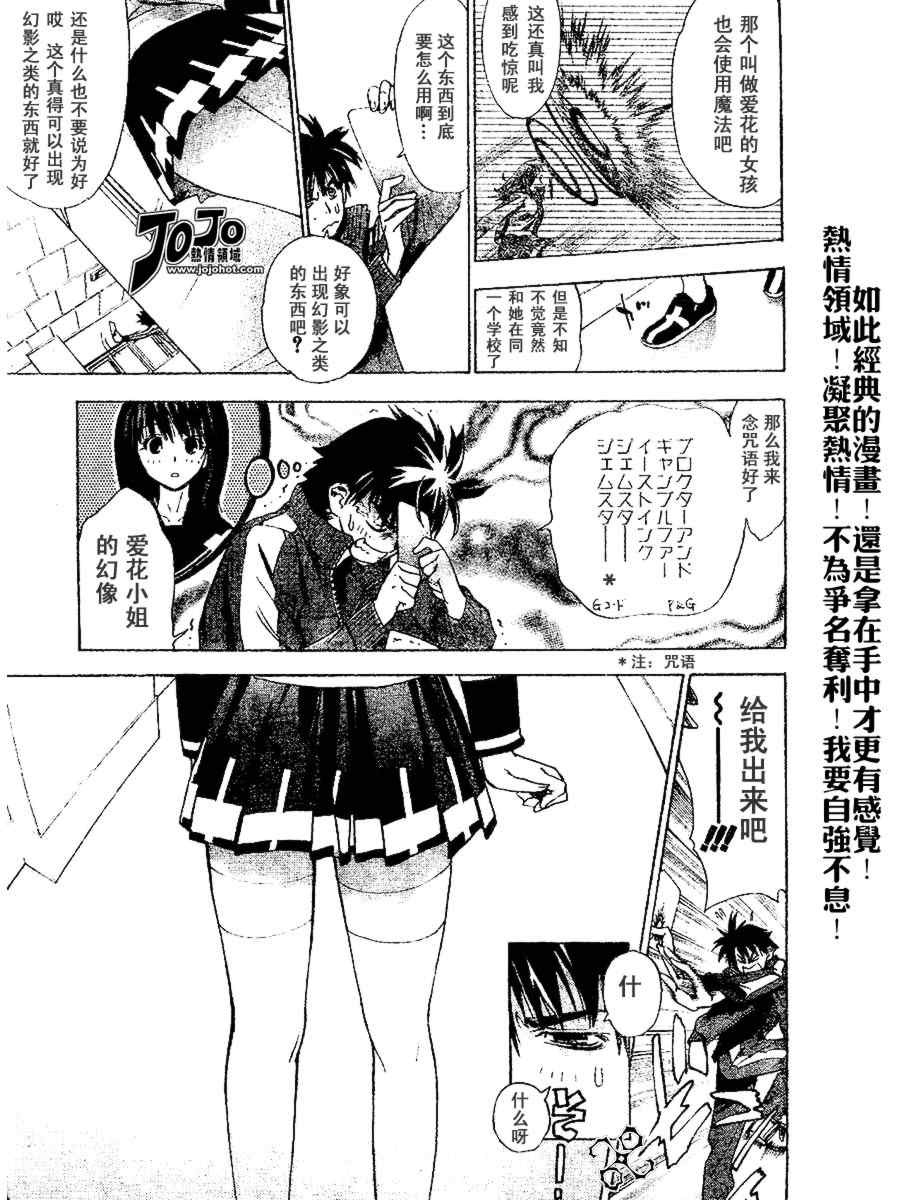 那个叫做爱花的女孩
也会使用魔法吧
这还真叫我
感到吃惊呢
但是不知
不觉竟然
和她在同
一个学校了
这个东西到底
要怎么用啊…
好象可以
出现幻影之类
的东西吧？
还是什么也不要说为好
哎 这个真得可以出现
幻影之类的东西就好了
JOJO
熱情領域
www.jojohot.com
那么我来
念咒语好了
プロクターアンド
ギャンブルファー
イーストインク
ジェムスター
ジェムスター
*
P&G
Gコード
*注：咒语
爱花小姐
的幻像
给我出来吧
~——!!!
什
什么呀
如此經典的漫畫！還是拿在手中才更有感覺！
熱情領域！凝聚熱情！不為爭名奪利！我要自強不息！